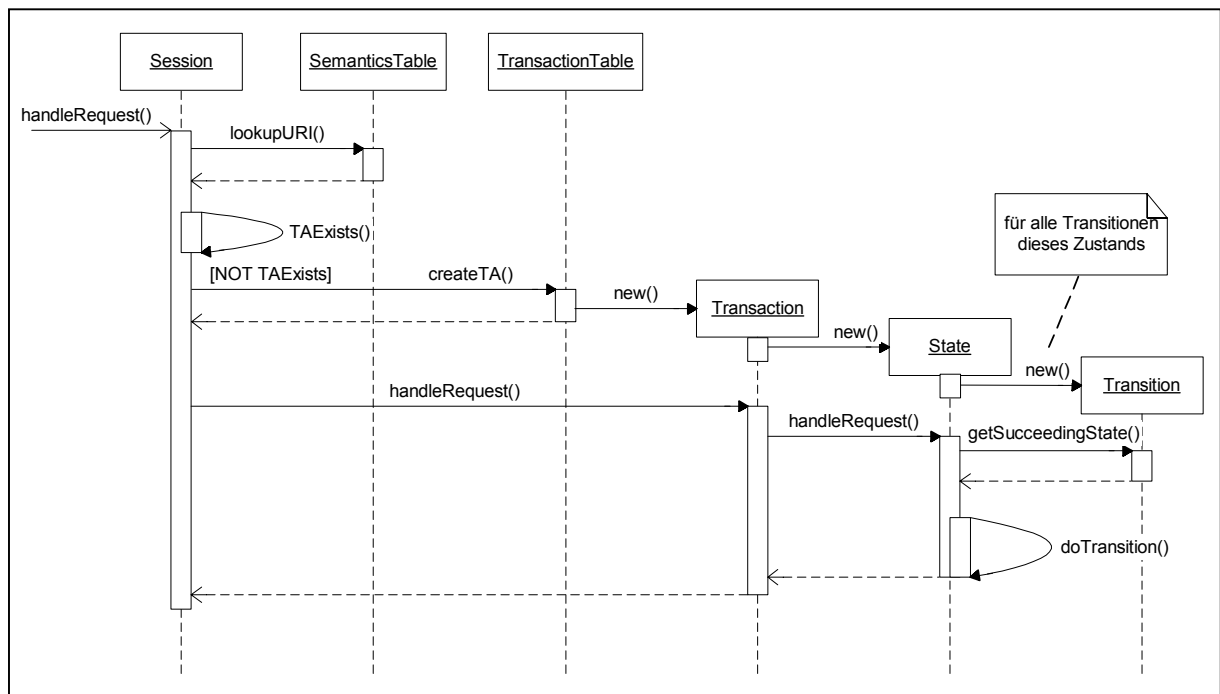 Session
SemanticsTable
TransactionTable
handleRequest()
lookupURI()
TAExists()
für alle Transitionen
dieses Zustands
[NOT TAExists]
createTA()
new()
Transaction
new()
State
new()
Transition
handleRequest()
handleRequest()
getSucceedingState()
doTransition()